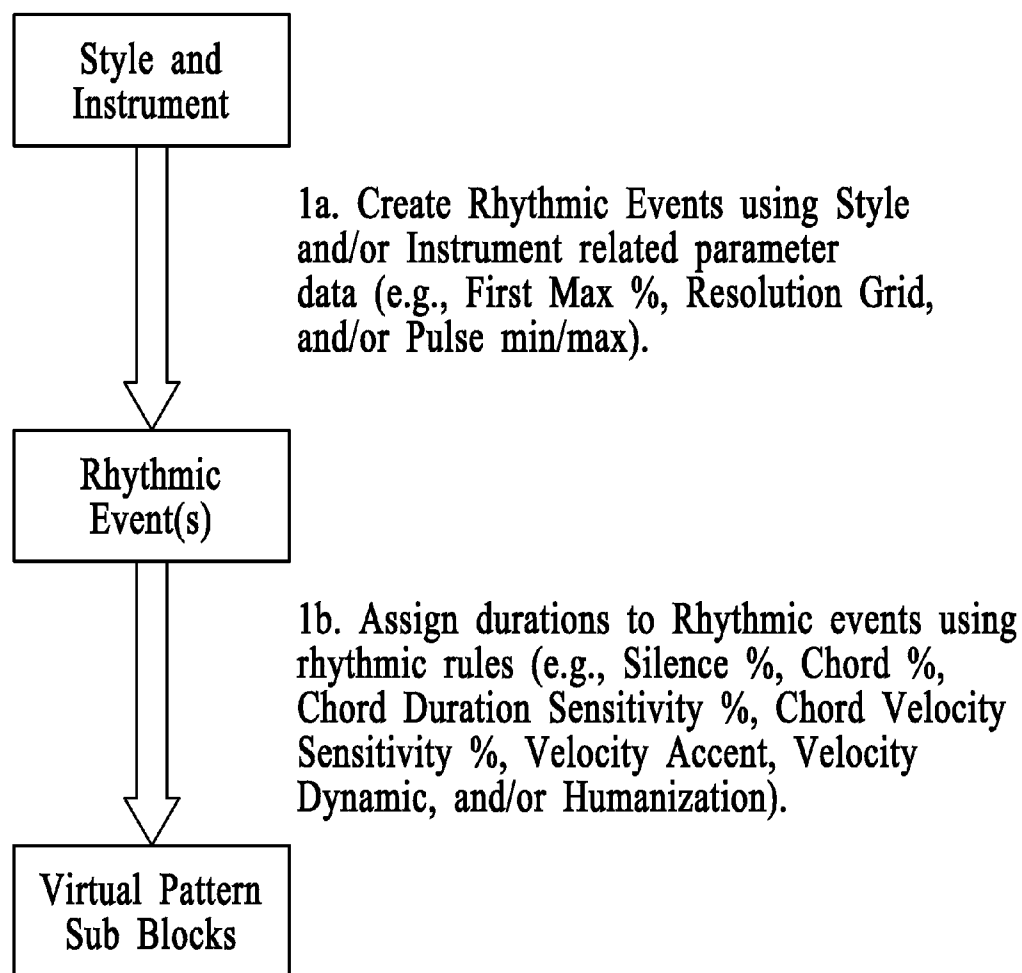 Style and
Instrument
1a. Create Rhythmic Events using Style
and/or Instrument related parameter
data (e.g., First Max %, Resolution Grid,
and/or Pulse min/max).
Rhythmic
Event(s)
1b. Assign durations to Rhythmic events using
rhythmic rules (e.g., Silence %, Chord %,
Chord Duration Sensitivity %, Chord Velocity
Sensitivity %, Velocity Accent, Velocity
Dynamic, and/or Humanization).
Virtual Pattern
Sub Blocks